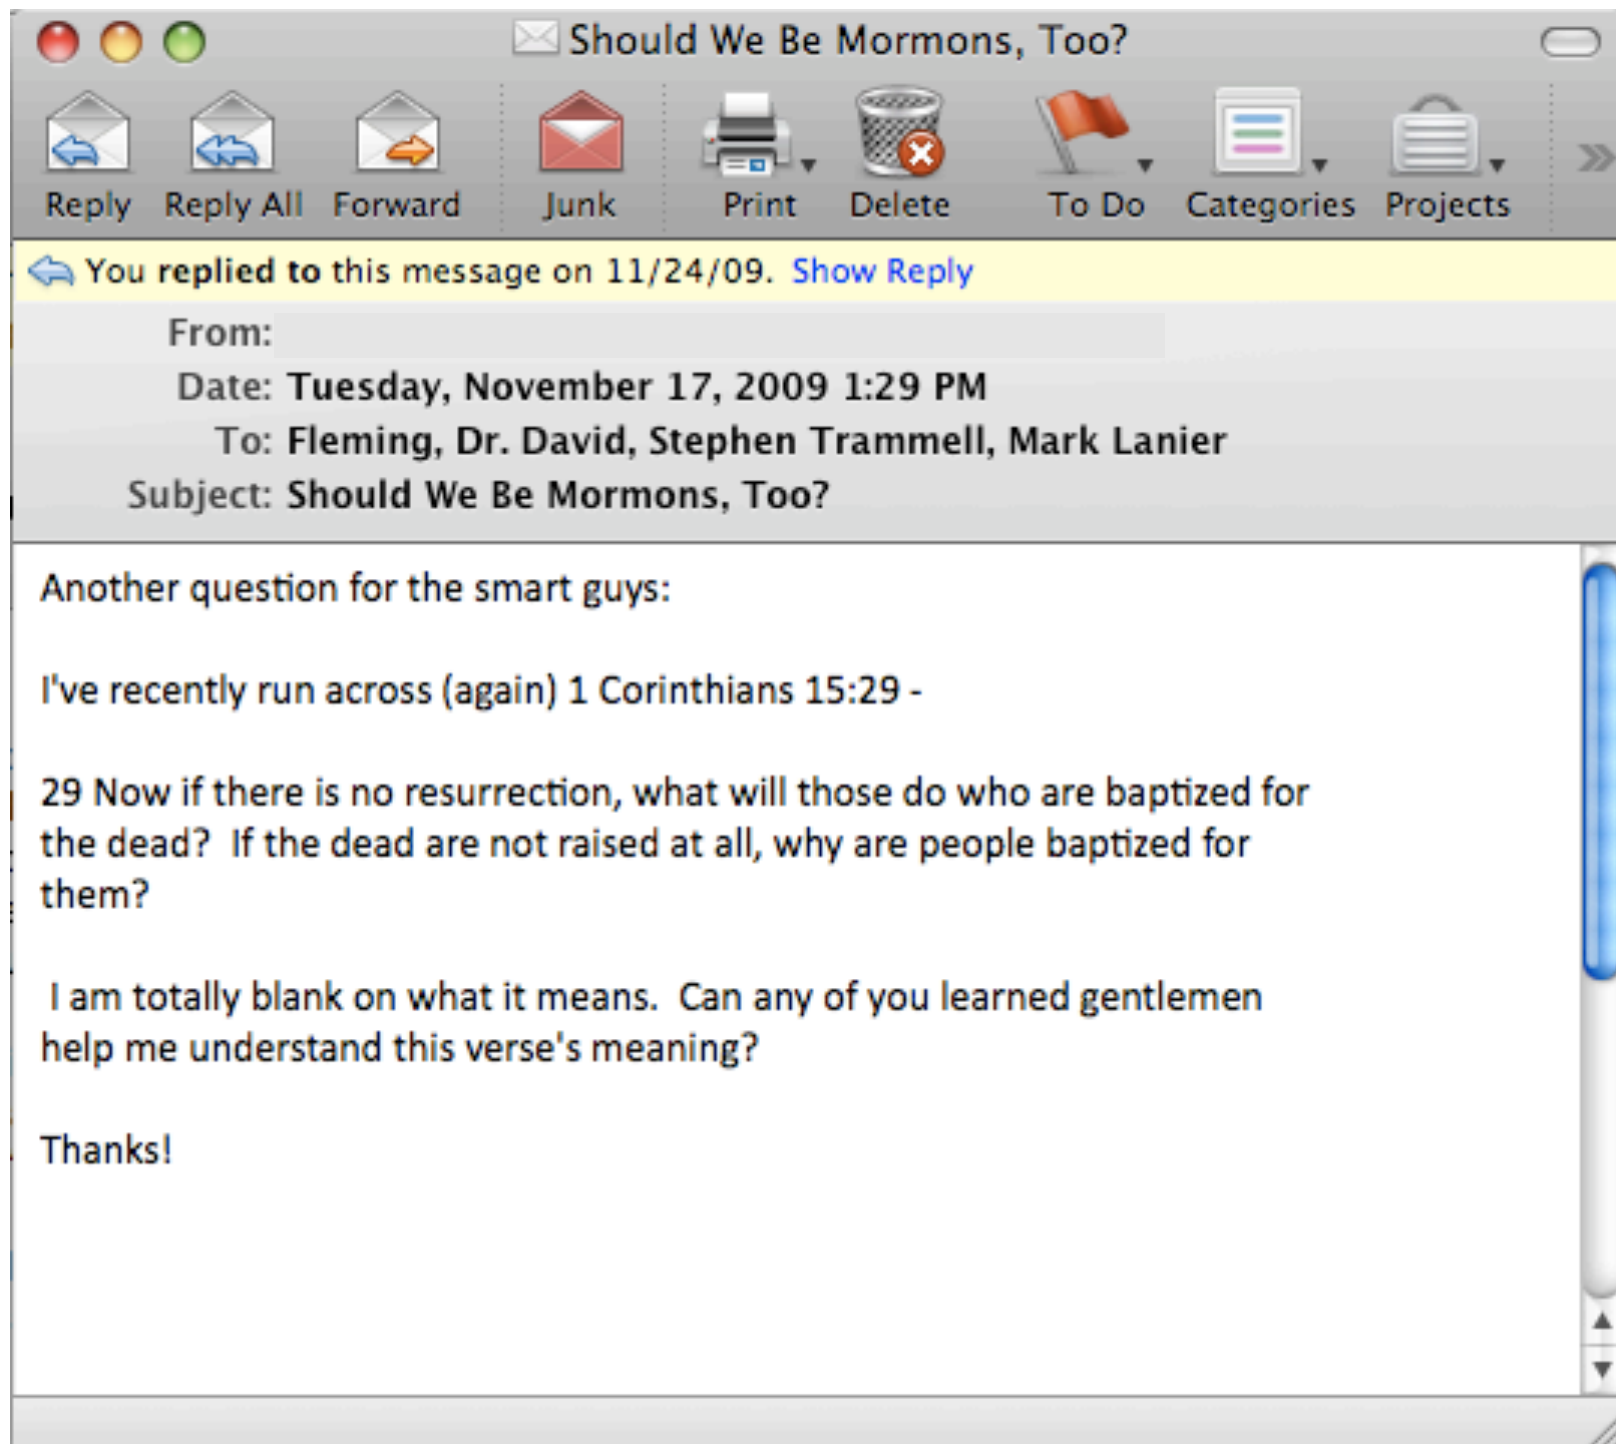 Should We Be Mormons, Too?
Reply Reply All Forward Junk Print Delete To Do Categories Projects
You replied to this message on 11/24/09. Show Reply
From:
Date: Tuesday, November 17, 2009 1:29 PM
To: Fleming, Dr. David, Stephen Trammell, Mark Lanier
Subject: Should We Be Mormons, Too?
Another question for the smart guys:
I've recently run across (again) 1 Corinthians 15:29 -
29 Now if there is no resurrection, what will those do who are baptized for
the dead?  If the dead are not raised at all, why are people baptized for
them?
I am totally blank on what it means.  Can any of you learned gentlemen
help me understand this verse's meaning?
Thanks!